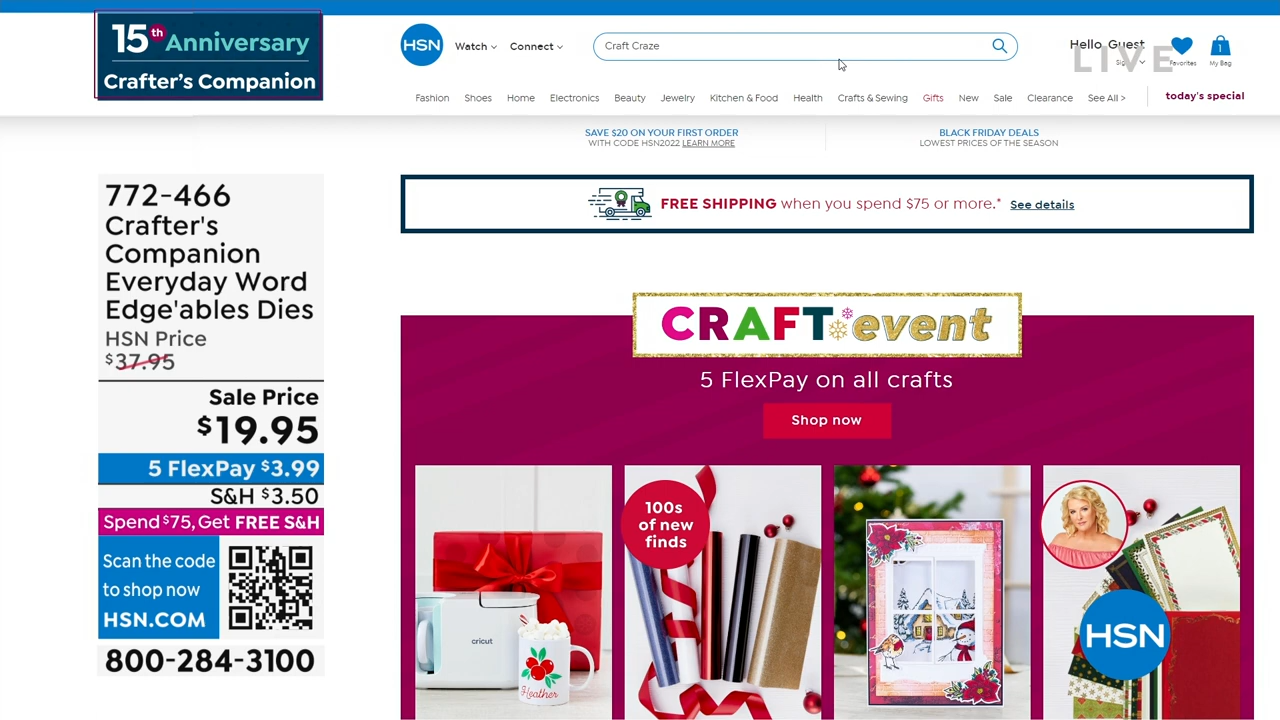 15th Anniversary
Crafter's Companion
772-466
Crafter's
Companion
Everyday Word
Edge'ables Dies
HSN Price
$37.95
Sale Price
$19.95
5 FlexPay $3.99
S&H $3.50
Spend $75, Get FREE S&H
Scan the code
to shop now
HSN.COM
800-284-3100
HSN
Watch
Connect
Craft Craze
Hello, Guest
LIVE
Favorites
1
My Bag
Fashion Shoes Home Electronics Beauty Jewelry Kitchen & Food Health Crafts & Sewing Gifts New Sale Clearance See All > today's special
SAVE $20 ON YOUR FIRST ORDER
WITH CODE HSN2022 LEARN MORE
BLACK FRIDAY DEALS
LOWEST PRICES OF THE SEASON
FREE SHIPPING when you spend $75 or more.* See details
CRAFT event
5 FlexPay on all crafts
Shop now
cricut
Heather
100s
of new
finds
HSN